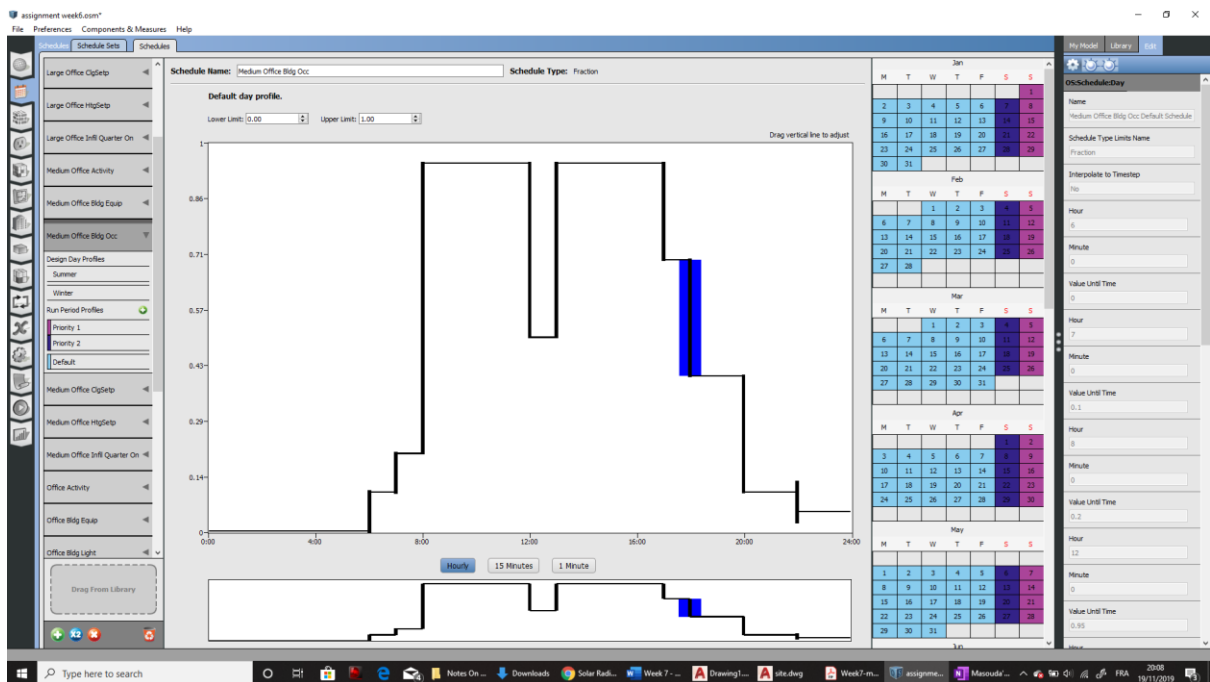 assignment week6.osm*
File Preferences Components & Measures Help
Schedules Schedule Sets Schedules
My Model Library Edit
Large Office ClgSetp
Large Office HtgSetp
Large Office Infil Quarter On
Medium Office Activity
Medium Office Bldg Equip
Medium Office Bldg Occ
Design Day Profiles
Summer
Winter
Run Period Profiles
Priority 1
Priority 2
Default
Medium Office ClgSetp
Medium Office HtgSetp
Medium Office Infil Quarter On
Office Activity
Office Bldg Equip
Office Bldg Light
Drag From Library
X2
Schedule Name: Medium Office Bldg Occ Schedule Type: Fraction
Default day profile.
Lower Limit: 0.00 Upper Limit: 1.00
Drag vertical line to adjust
1
0.86
0.71
0.57
0.43
0.29
0.14
0
0:00 4:00 8:00 12:00 16:00 20:00 24:00
Hourly 15 Minutes 1 Minute
Jan
M T W T F S S
1
2 3 4 5 6 7 8
9 10 11 12 13 14 15
16 17 18 19 20 21 22
23 24 25 26 27 28 29
30 31
Feb
M T W T F S S
1 2 3 4 5
6 7 8 9 10 11 12
13 14 15 16 17 18 19
20 21 22 23 24 25 26
27 28
Mar
M T W T F S S
1 2 3 4 5
6 7 8 9 10 11 12
13 14 15 16 17 18 19
20 21 22 23 24 25 26
27 28 29 30 31
Apr
M T W T F S S
1 2
3 4 5 6 7 8 9
10 11 12 13 14 15 16
17 18 19 20 21 22 23
24 25 26 27 28 29 30
May
M T W T F S S
1 2 3 4 5 6 7
8 9 10 11 12 13 14
15 16 17 18 19 20 21
22 23 24 25 26 27 28
29 30 31
Jun
OS:Schedule:Day
Name
Medium Office Bldg Occ Default Schedule
Schedule Type Limits Name
Fraction
Interpolate to Timestep
No
Hour
6
Minute
0
Value Until Time
0
Hour
7
Minute
0
Value Until Time
0.1
Hour
8
Minute
0
Value Until Time
0.2
Hour
12
Minute
0
Value Until Time
0.95
Hour
Type here to search
Notes On ... Downloads Solar Radi... Week 7 - ... Drawing1.... site.dwg Week7-m... assignme... Masouda'... FRA 20:08
19/11/2019